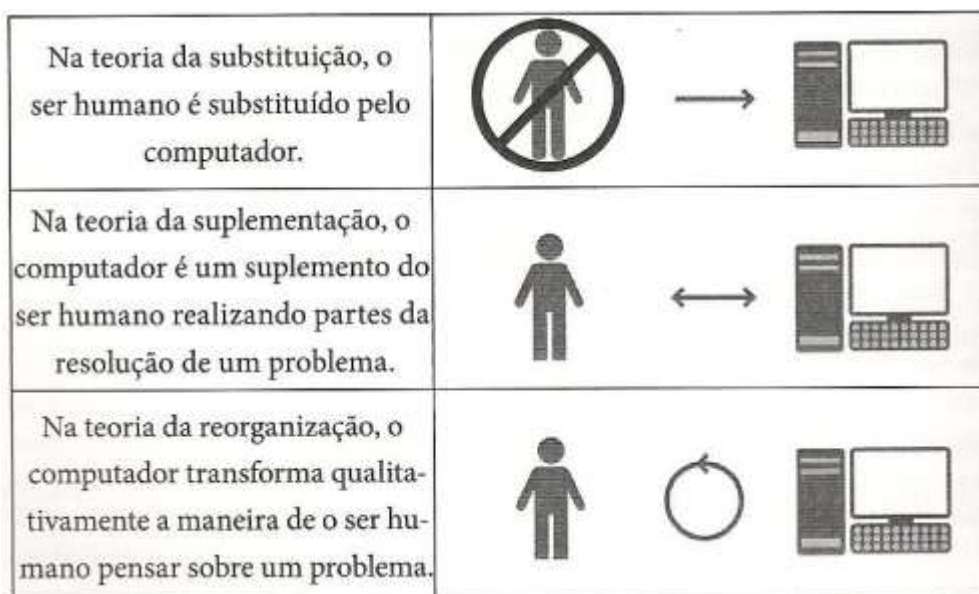 Na teoria da substituição, o
ser humano é substituído pelo
computador.
Na teoria da suplementação, o
computador é um suplemento do
ser humano realizando partes da
resolução de um problema.
Na teoria da reorganização, o
computador transforma qualita-
tivamente a maneira de o ser hu-
mano pensar sobre um problema.